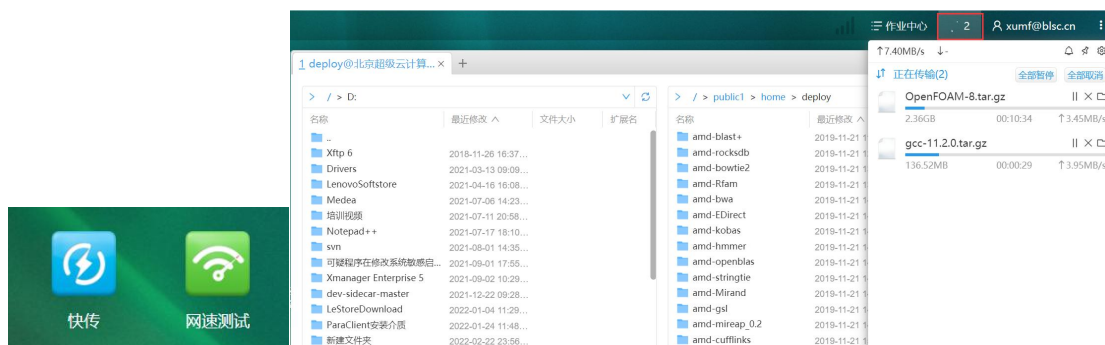 快传
网速测试
作业中心
2
xumf@blsc.cn
1 deploy@北京超级云计算... × +
> / > D:
名称 最近修改 文件大小 扩展名
..
Xftp 6 2018-11-26 16:37...
Drivers 2021-03-13 09:09...
LenovoSoftstore 2021-04-16 16:08...
Medea 2021-07-06 14:23...
培训视频 2021-07-11 20:58...
Notepad++ 2021-07-17 18:10...
svn 2021-08-01 14:35...
可疑程序在修改系统敏感启... 2021-09-01 17:55...
Xmanager Enterprise 5 2021-09-02 10:29...
dev-sidecar-master 2021-12-22 09:28...
LeStoreDownload 2022-01-04 11:29...
ParaClient安装介质 2022-01-24 11:48...
新建文件夹 2022-02-22 23:56...
> / > public1 > home > deploy
名称 最近修改
amd-blast+ 2019-11-21 1
amd-rocksdb 2019-11-21 1
amd-bowtie2 2019-11-21 1
amd-Rfam 2019-11-21 1
amd-bwa 2019-11-21 1
amd-EDirect 2019-11-21 1
amd-kobas 2019-11-21 1
amd-hmmer 2019-11-21 1
amd-openblas 2019-11-21 1
amd-stringtie 2019-11-21 1
amd-Mirand 2019-11-21 1
amd-gsl 2019-11-21 1
amd-mireap_0.2 2019-11-21 1
amd-cufflinks 2019-11-21 1
↑7.40MB/s ↓-
正在传输(2) 全部暂停 全部取消
OpenFOAM-8.tar.gz
2.36GB 00:10:34 ↑3.45MB/s
gcc-11.2.0.tar.gz
136.52MB 00:00:29 ↑3.95MB/s